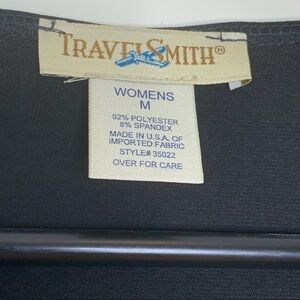 TRAVELSMITH®
WOMENS
M
92% POLYESTER
8% SPANDEX
MADE IN U.S.A. OF
IMPORTED FABRIC
STYLE# 35022
OVER FOR CARE